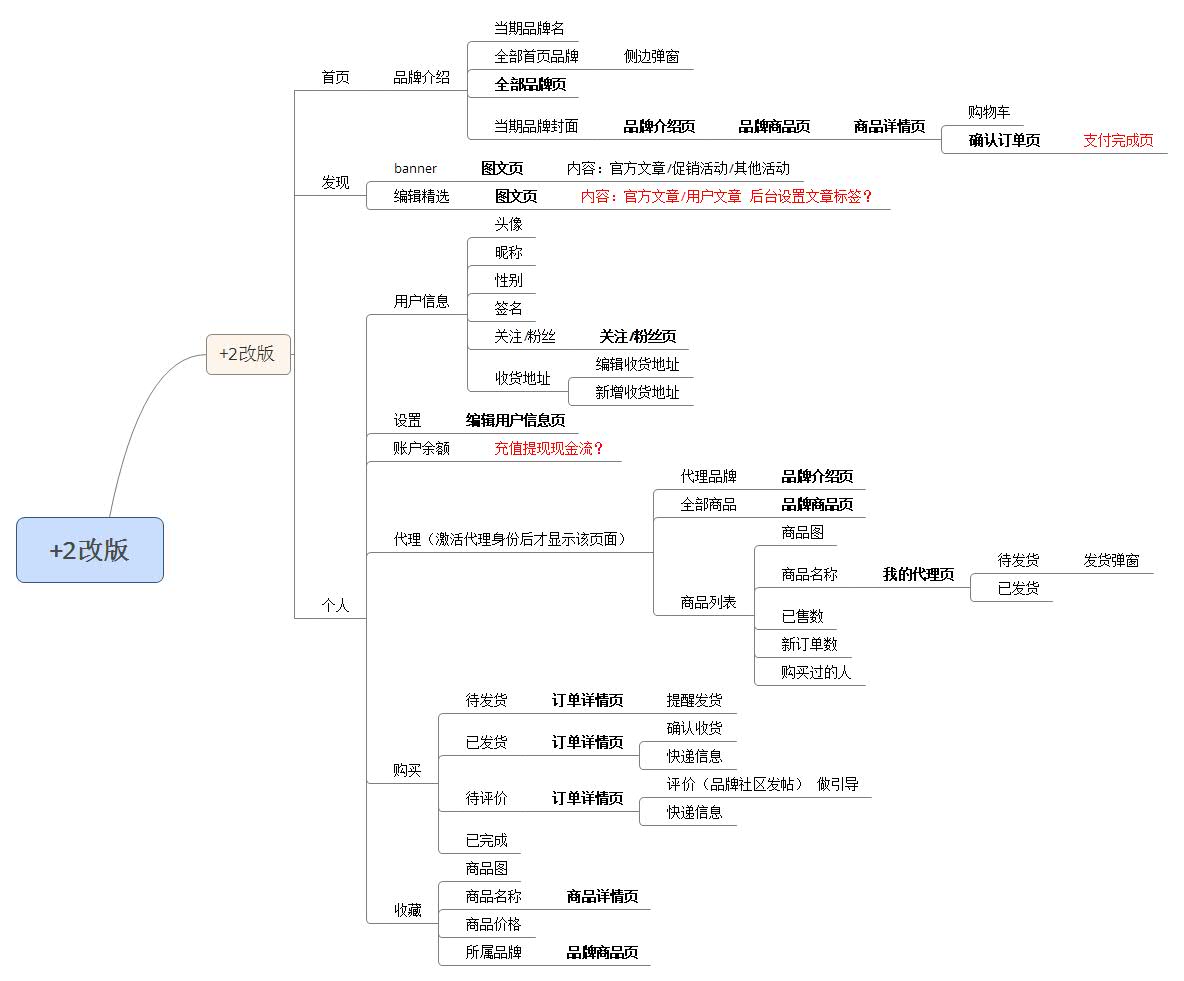 当期品牌名
全部首页品牌 侧边弹窗
首页 品牌介绍
全部品牌页
当期品牌封面 品牌介绍页 品牌商品页 商品详情页
购物车
确认订单页 支付完成页
发现
banner 图文页 内容：官方文章/促销活动/其他活动
编辑精选 图文页 内容：官方文章/用户文章 后台设置文章标签？
头像
昵称
性别
用户信息
签名
关注/粉丝 关注/粉丝页
收货地址
编辑收货地址
新增收货地址
+2改版
设置 编辑用户信息页
账户余额 充值提现现金流？
代理品牌 品牌介绍页
全部商品 品牌商品页
代理（激活代理身份后才显示该页面）
商品图
+2改版
商品名称 我的代理页
待发货 发货弹窗
已发货
个人
商品列表
已售数
新订单数
购买过的人
待发货 订单详情页 提醒发货
已发货 订单详情页
确认收货
快递信息
购买
待评价 订单详情页
评价（品牌社区发帖） 做引导
快递信息
已完成
商品图
商品名称 商品详情页
收藏
商品价格
所属品牌 品牌商品页